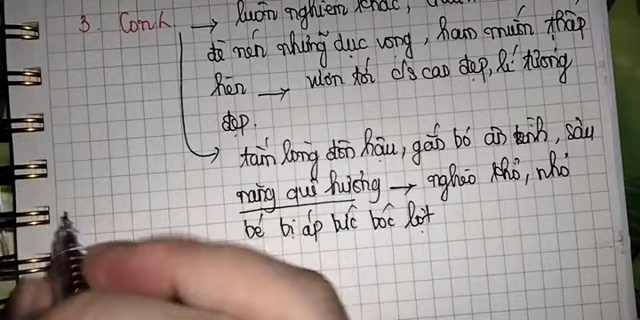 3. Con.h → luôn nghiêm khắc,
đè nén những dục vọng, ham muốn thấp
hèn → vươn tới c/s cao đẹp, lí tưởng
đẹp.
→ tấm lòng đôn hậu, gắn bó ân tình, sâu
nặng quê hương → nghèo khổ, nhỏ
bé bị áp bức bóc lột